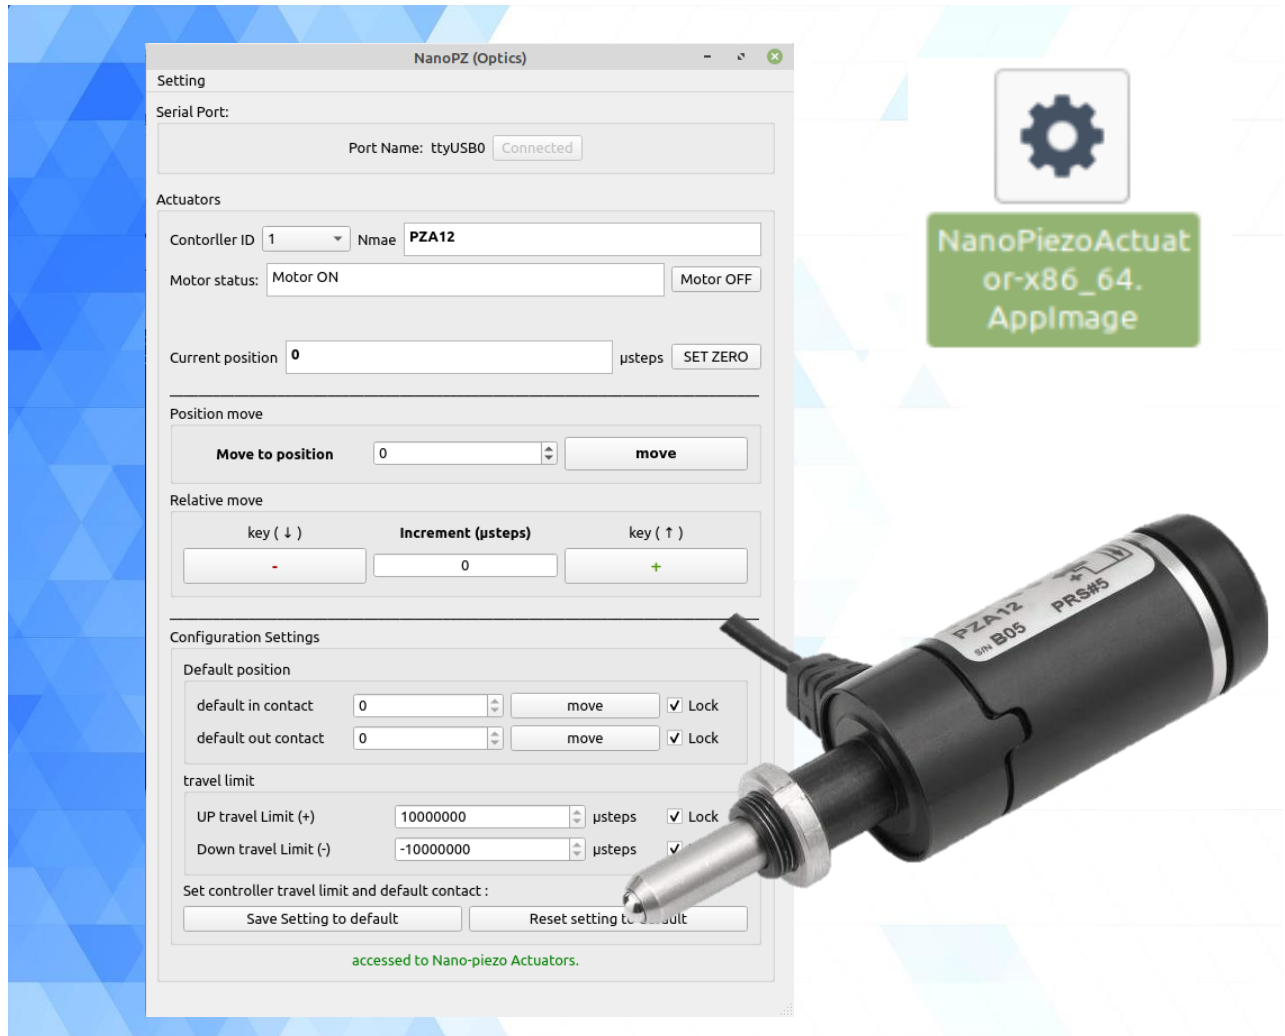 NanoPZ (Optics)
Setting
Serial Port:
Port Name: ttyUSB0 Connected
Actuators
Contorller ID 1 Nmae PZA12
Motor status: Motor ON Motor OFF
Current position 0 µsteps SET ZERO
Position move
Move to position 0 move
Relative move
key ( ↓ ) Increment (µsteps) key ( ↑ )
- 0 +
Configuration Settings
Default position
default in contact 0 move Lock
default out contact 0 move Lock
travel limit
UP travel Limit (+) 10000000 µsteps Lock
Down travel Limit (-) -10000000 µsteps
Set controller travel limit and default contact :
Save Setting to default Reset setting to default
accessed to Nano-piezo Actuators.
NanoPiezoActuat
or-x86_64.
AppImage
PZA12 PRS#5
S/N B05